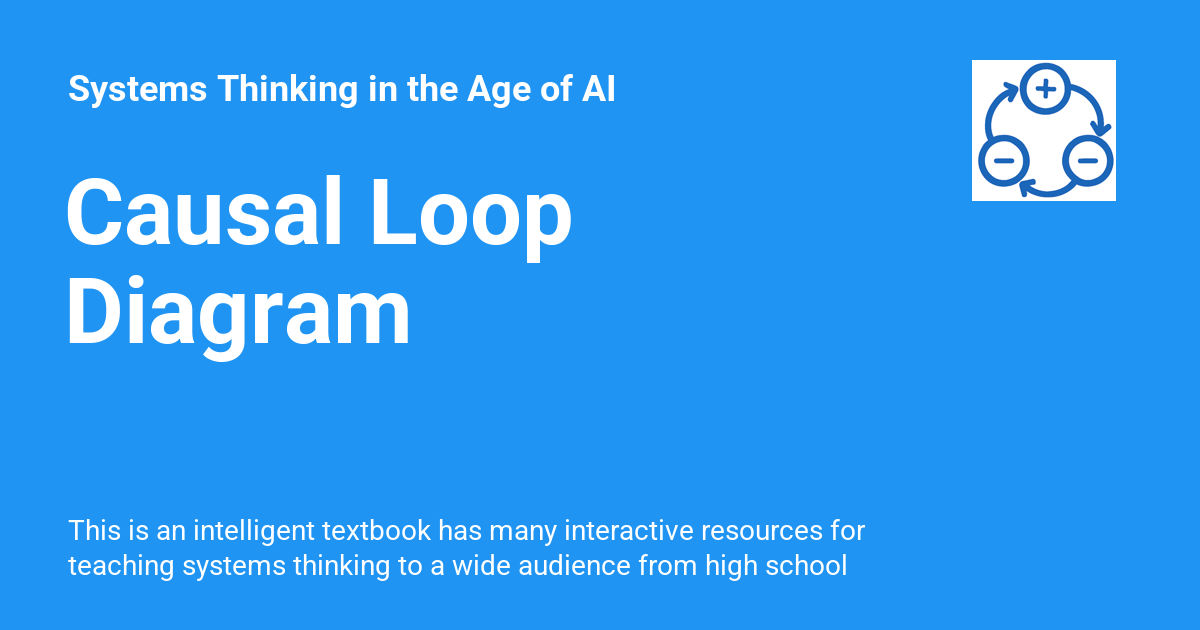 Systems Thinking in the Age of AI
Causal Loop
Diagram
This is an intelligent textbook has many interactive resources for
teaching systems thinking to a wide audience from high school